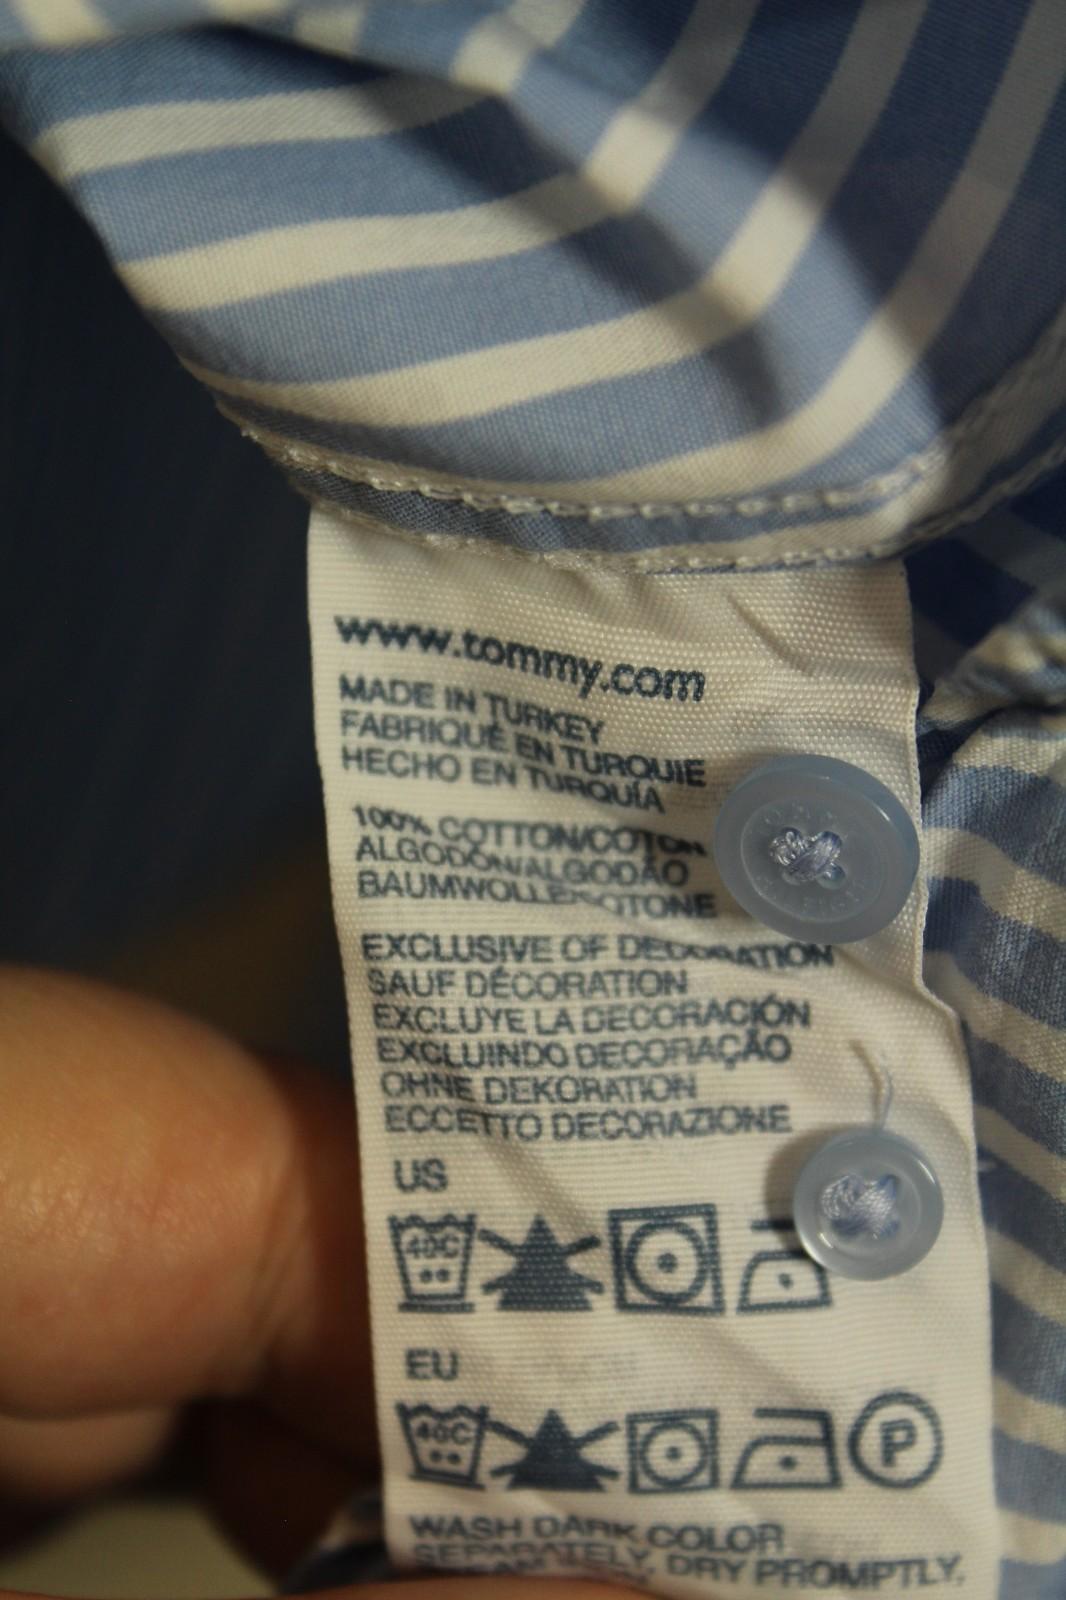 www.tommy.com
MADE IN TURKEY
FABRIQUÉ EN TURQUIE
HECHO EN TURQUÍA
100% COTTON/COTON
ALGODÓN/ALGODÃO
BAUMWOLLE/COTONE
EXCLUSIVE OF DECORATION
SAUF DÉCORATION
EXCLUYE LA DECORACIÓN
EXCLUINDO DECORAÇÃO
OHNE DEKORATION
ECCETTO DECORAZIONE
US
40C
EU
40C P
WASH DARK COLOR
SEPARATELY, DRY PROMPTLY,